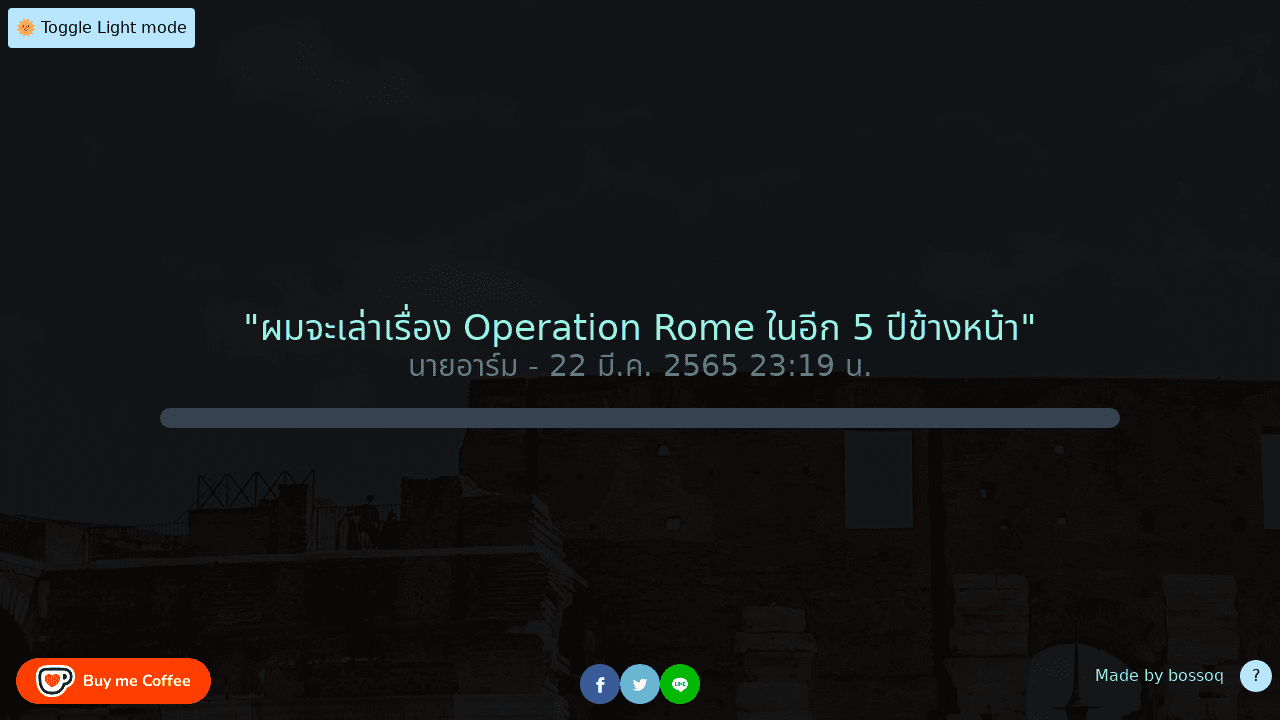 🌞 Toggle Light mode
"ผมจะเล่าเรื่อง Operation Rome ในอีก 5 ปีข้างหน้า"
นายอาร์ม - 22 มี.ค. 2565 23:19 น.
Buy me Coffee
LINE
Made by bossoq
?